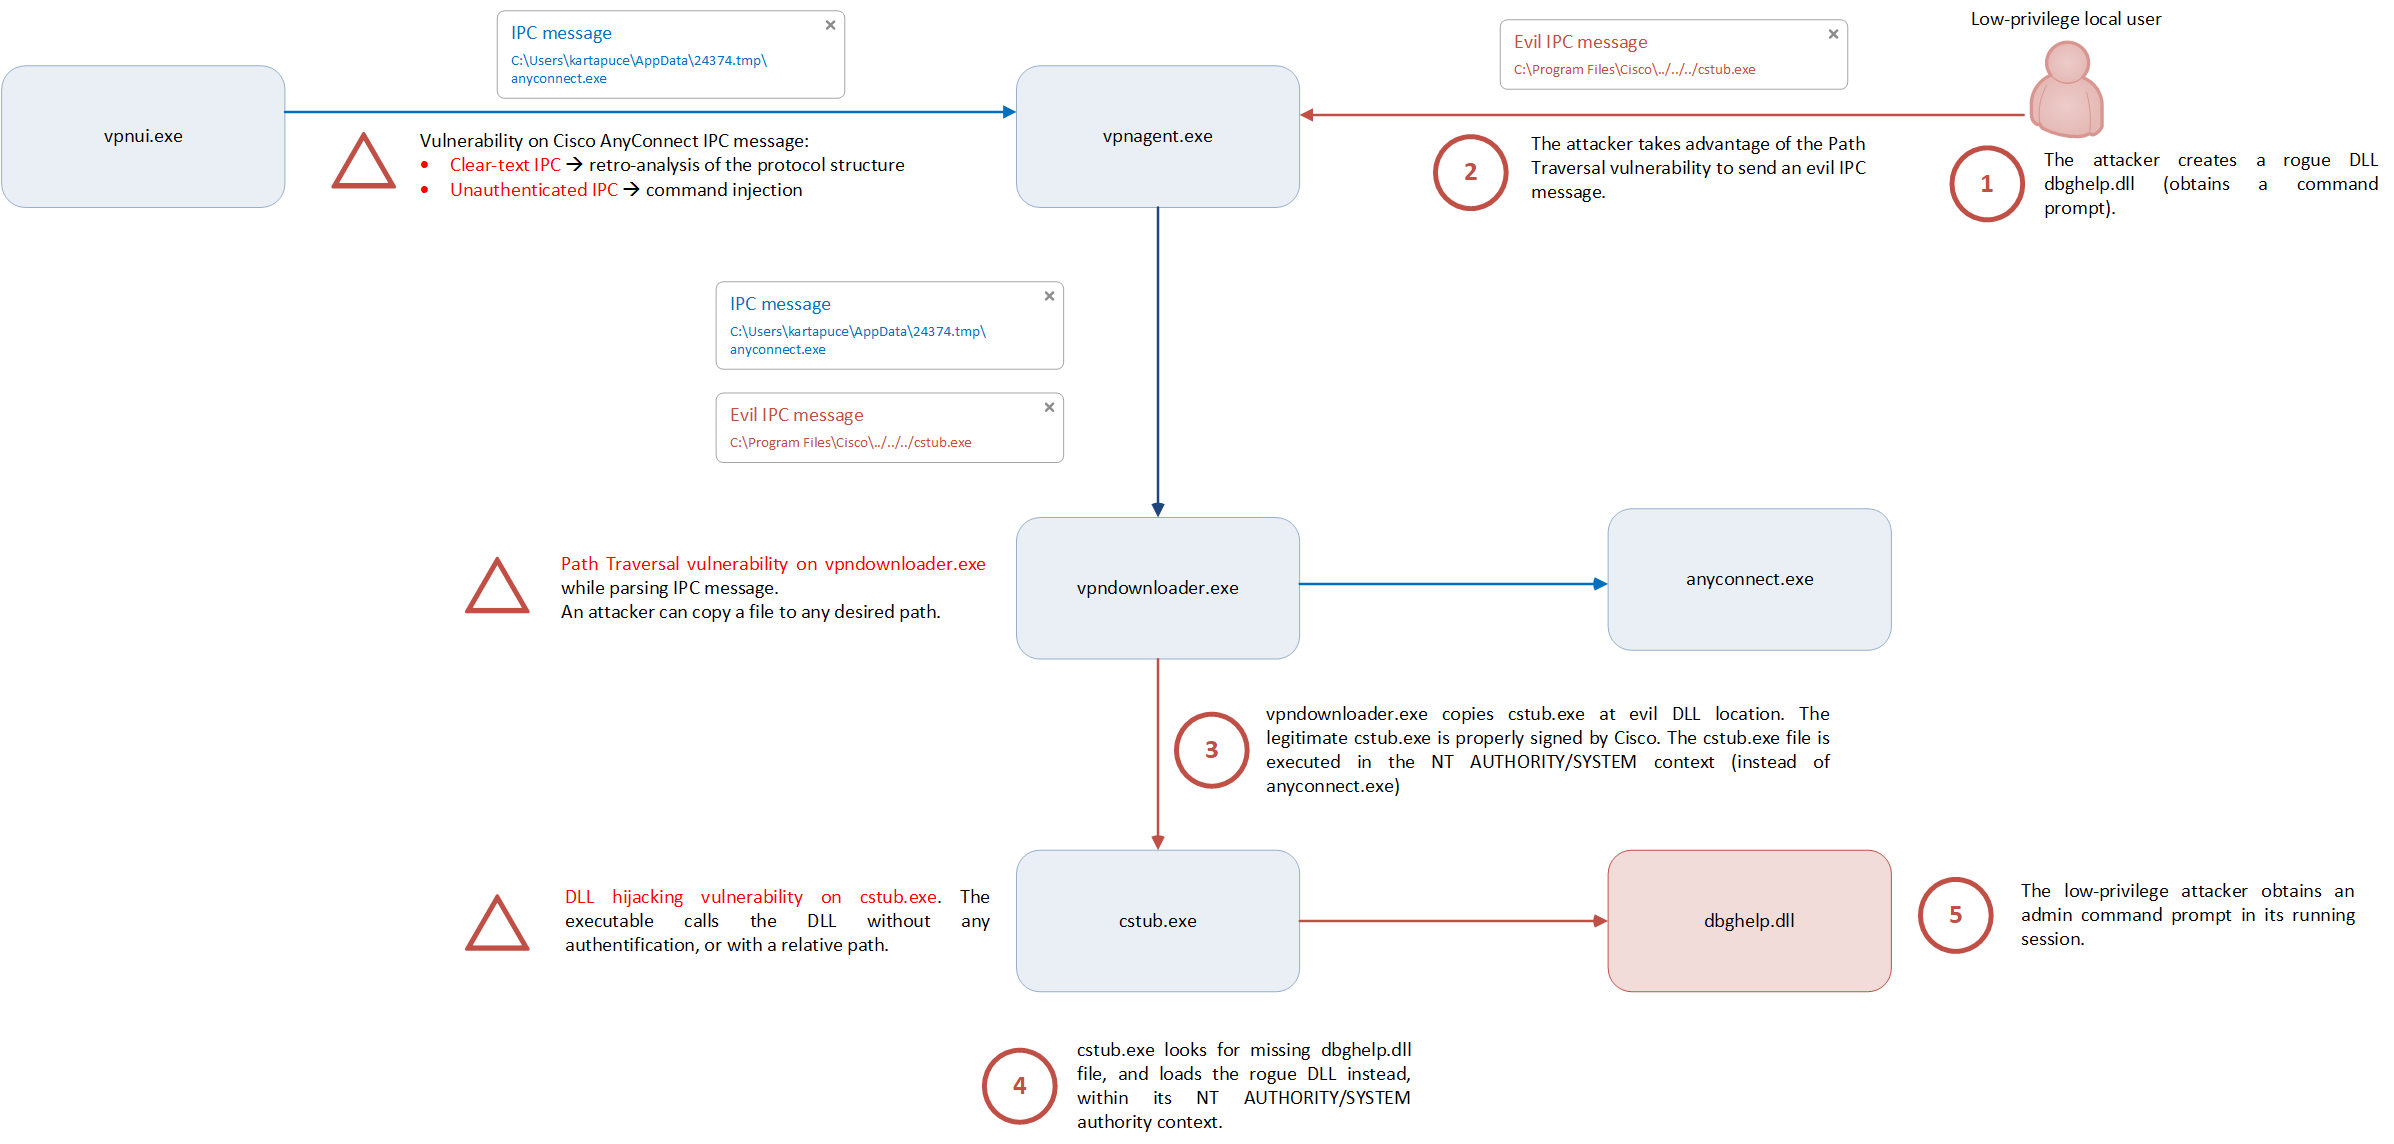 Low-privilege local user
IPC message
C:\Users\kartapuce\AppData\24374.tmp\
anyconnect.exe
Evil IPC message
C:\Program Files\Cisco\../../../cstub.exe
vpnui.exe
vpnagent.exe
Vulnerability on Cisco AnyConnect IPC message:
• Clear-text IPC → retro-analysis of the protocol structure
• Unauthenticated IPC → command injection
2
The attacker takes advantage of the Path
Traversal vulnerability to send an evil IPC
message.
1
The attacker creates a rogue DLL
dbghelp.dll (obtains a command
prompt).
IPC message
C:\Users\kartapuce\AppData\24374.tmp\
anyconnect.exe
Evil IPC message
C:\Program Files\Cisco\../../../cstub.exe
Path Traversal vulnerability on vpndownloader.exe
while parsing IPC message.
An attacker can copy a file to any desired path.
vpndownloader.exe
anyconnect.exe
3
vpndownloader.exe copies cstub.exe at evil DLL location. The
legitimate cstub.exe is properly signed by Cisco. The cstub.exe file is
executed in the NT AUTHORITY/SYSTEM context (instead of
anyconnect.exe)
DLL hijacking vulnerability on cstub.exe. The
executable calls the DLL without any
authentification, or with a relative path.
cstub.exe
dbghelp.dll
5
The low-privilege attacker obtains an
admin command prompt in its running
session.
4
cstub.exe looks for missing dbghelp.dll
file, and loads the rogue DLL instead,
within its NT AUTHORITY/SYSTEM
authority context.